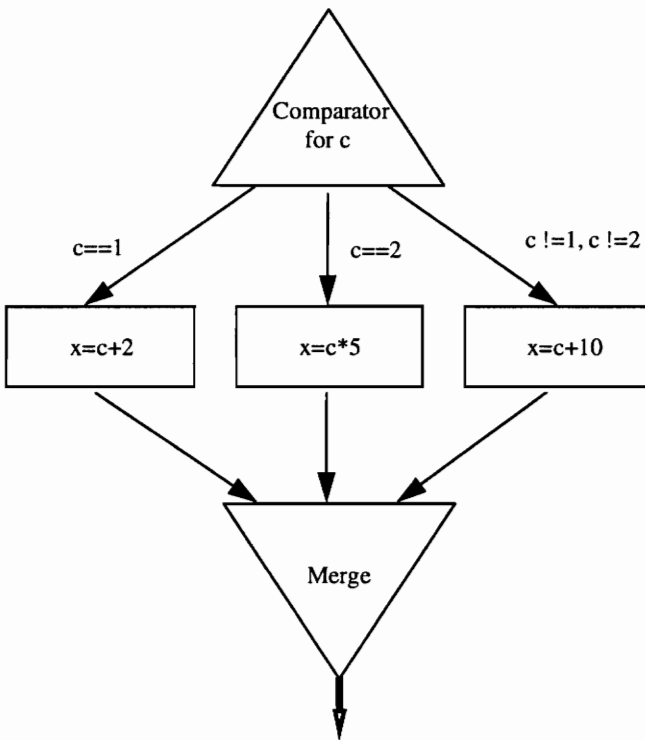 Comparator
for c
c==1
c==2
c !=1, c !=2
x=c+2
x=c*5
x=c+10
Merge